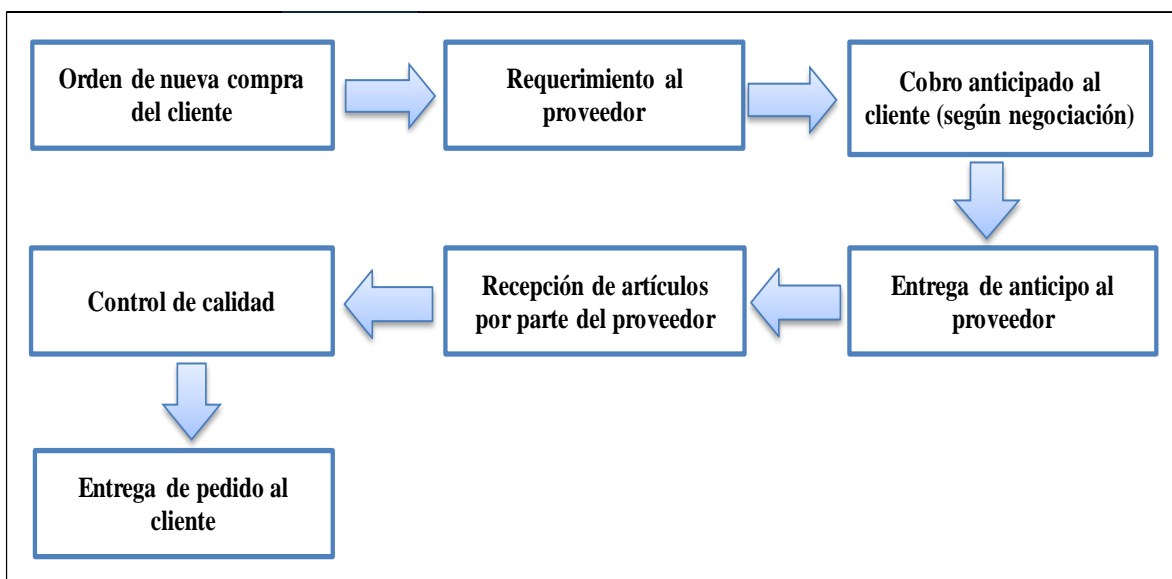 Orden de nueva compra
del cliente
Requerimiento al
proveedor
Cobro anticipado al
cliente (según negociación)
Entrega de anticipo al
proveedor
Recepción de artículos
por parte del proveedor
Control de calidad
Entrega de pedido al
cliente